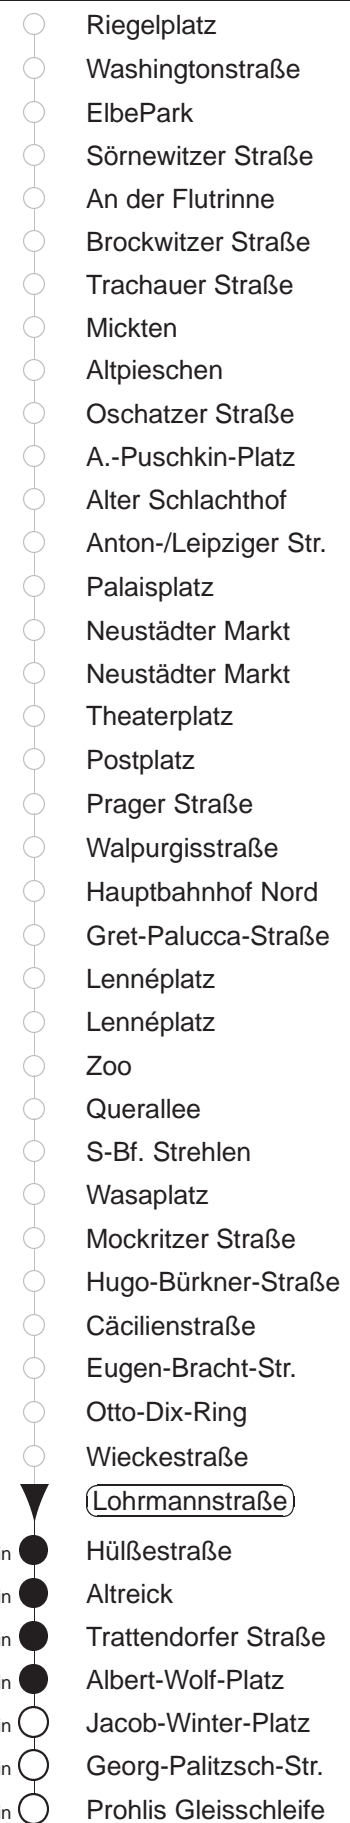 Riegelplatz
Washingtonstraße
ElbePark
Sörnewitzer Straße
An der Flutrinne
Brockwitzer Straße
Trachauer Straße
Mickten
Altpieschen
Oschatzer Straße
A.-Puschkin-Platz
Alter Schlachthof
Anton-/Leipziger Str.
Palaisplatz
Neustädter Markt
Neustädter Markt
Theaterplatz
Postplatz
Prager Straße
Walpurgisstraße
Hauptbahnhof Nord
Gret-Palucca-Straße
Lennéplatz
Lennéplatz
Zoo
Querallee
S-Bf. Strehlen
Wasaplatz
Mockritzer Straße
Hugo-Bürkner-Straße
Cäcilienstraße
Eugen-Bracht-Str.
Otto-Dix-Ring
Wieckestraße
Lohrmannstraße
Hülßestraße
Altreick
Trattendorfer Straße
Albert-Wolf-Platz
Jacob-Winter-Platz
Georg-Palitzsch-Str.
Prohlis Gleisschleife